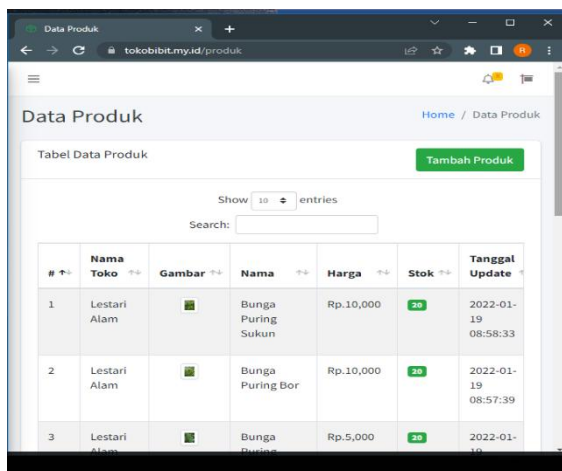 Data Produk
tokobibit.my.id/produk
Data Produk
Home / Data Produk
Tabel Data Produk
Tambah Produk
Show 10 entries
Search:
#
Nama Toko
Gambar
Nama
Harga
Stok
Tanggal Update
1
Lestari Alam
Bunga Puring Sukun
Rp.10,000
20
2022-01-19 08:58:33
2
Lestari Alam
Bunga Puring Bor
Rp.10,000
20
2022-01-19 08:57:39
3
Lestari Alam
Bunga Puring
Rp.5,000
20
2022-01-19